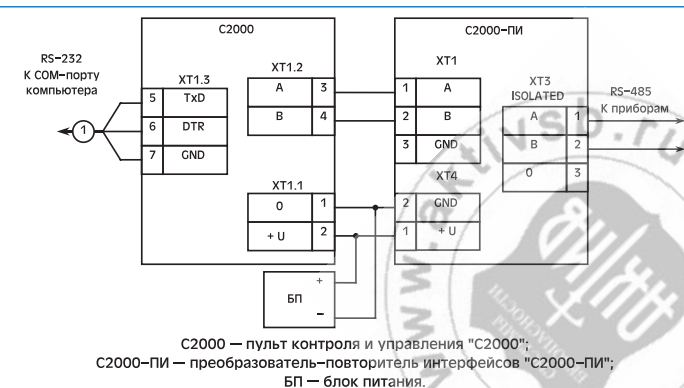 С2000
С2000-ПИ
RS-232
К COM-порту
компьютера
XT1.3
5 TxD
6 DTR
7 GND
1
XT1.2
A 3
B 4
XT1.1
0 1
+ U 2
XT1
1 A
2 B
3 GND
XT4
2 GND
1 + U
XT3
ISOLATED
A 1
B 2
0 3
RS-485
К приборам
БП
+
–
www.aktivsb.ru
С2000 — пульт контроля и управления "С2000";
С2000-ПИ — преобразователь-повторитель интерфейсов "С2000-ПИ";
БП — блок питания.